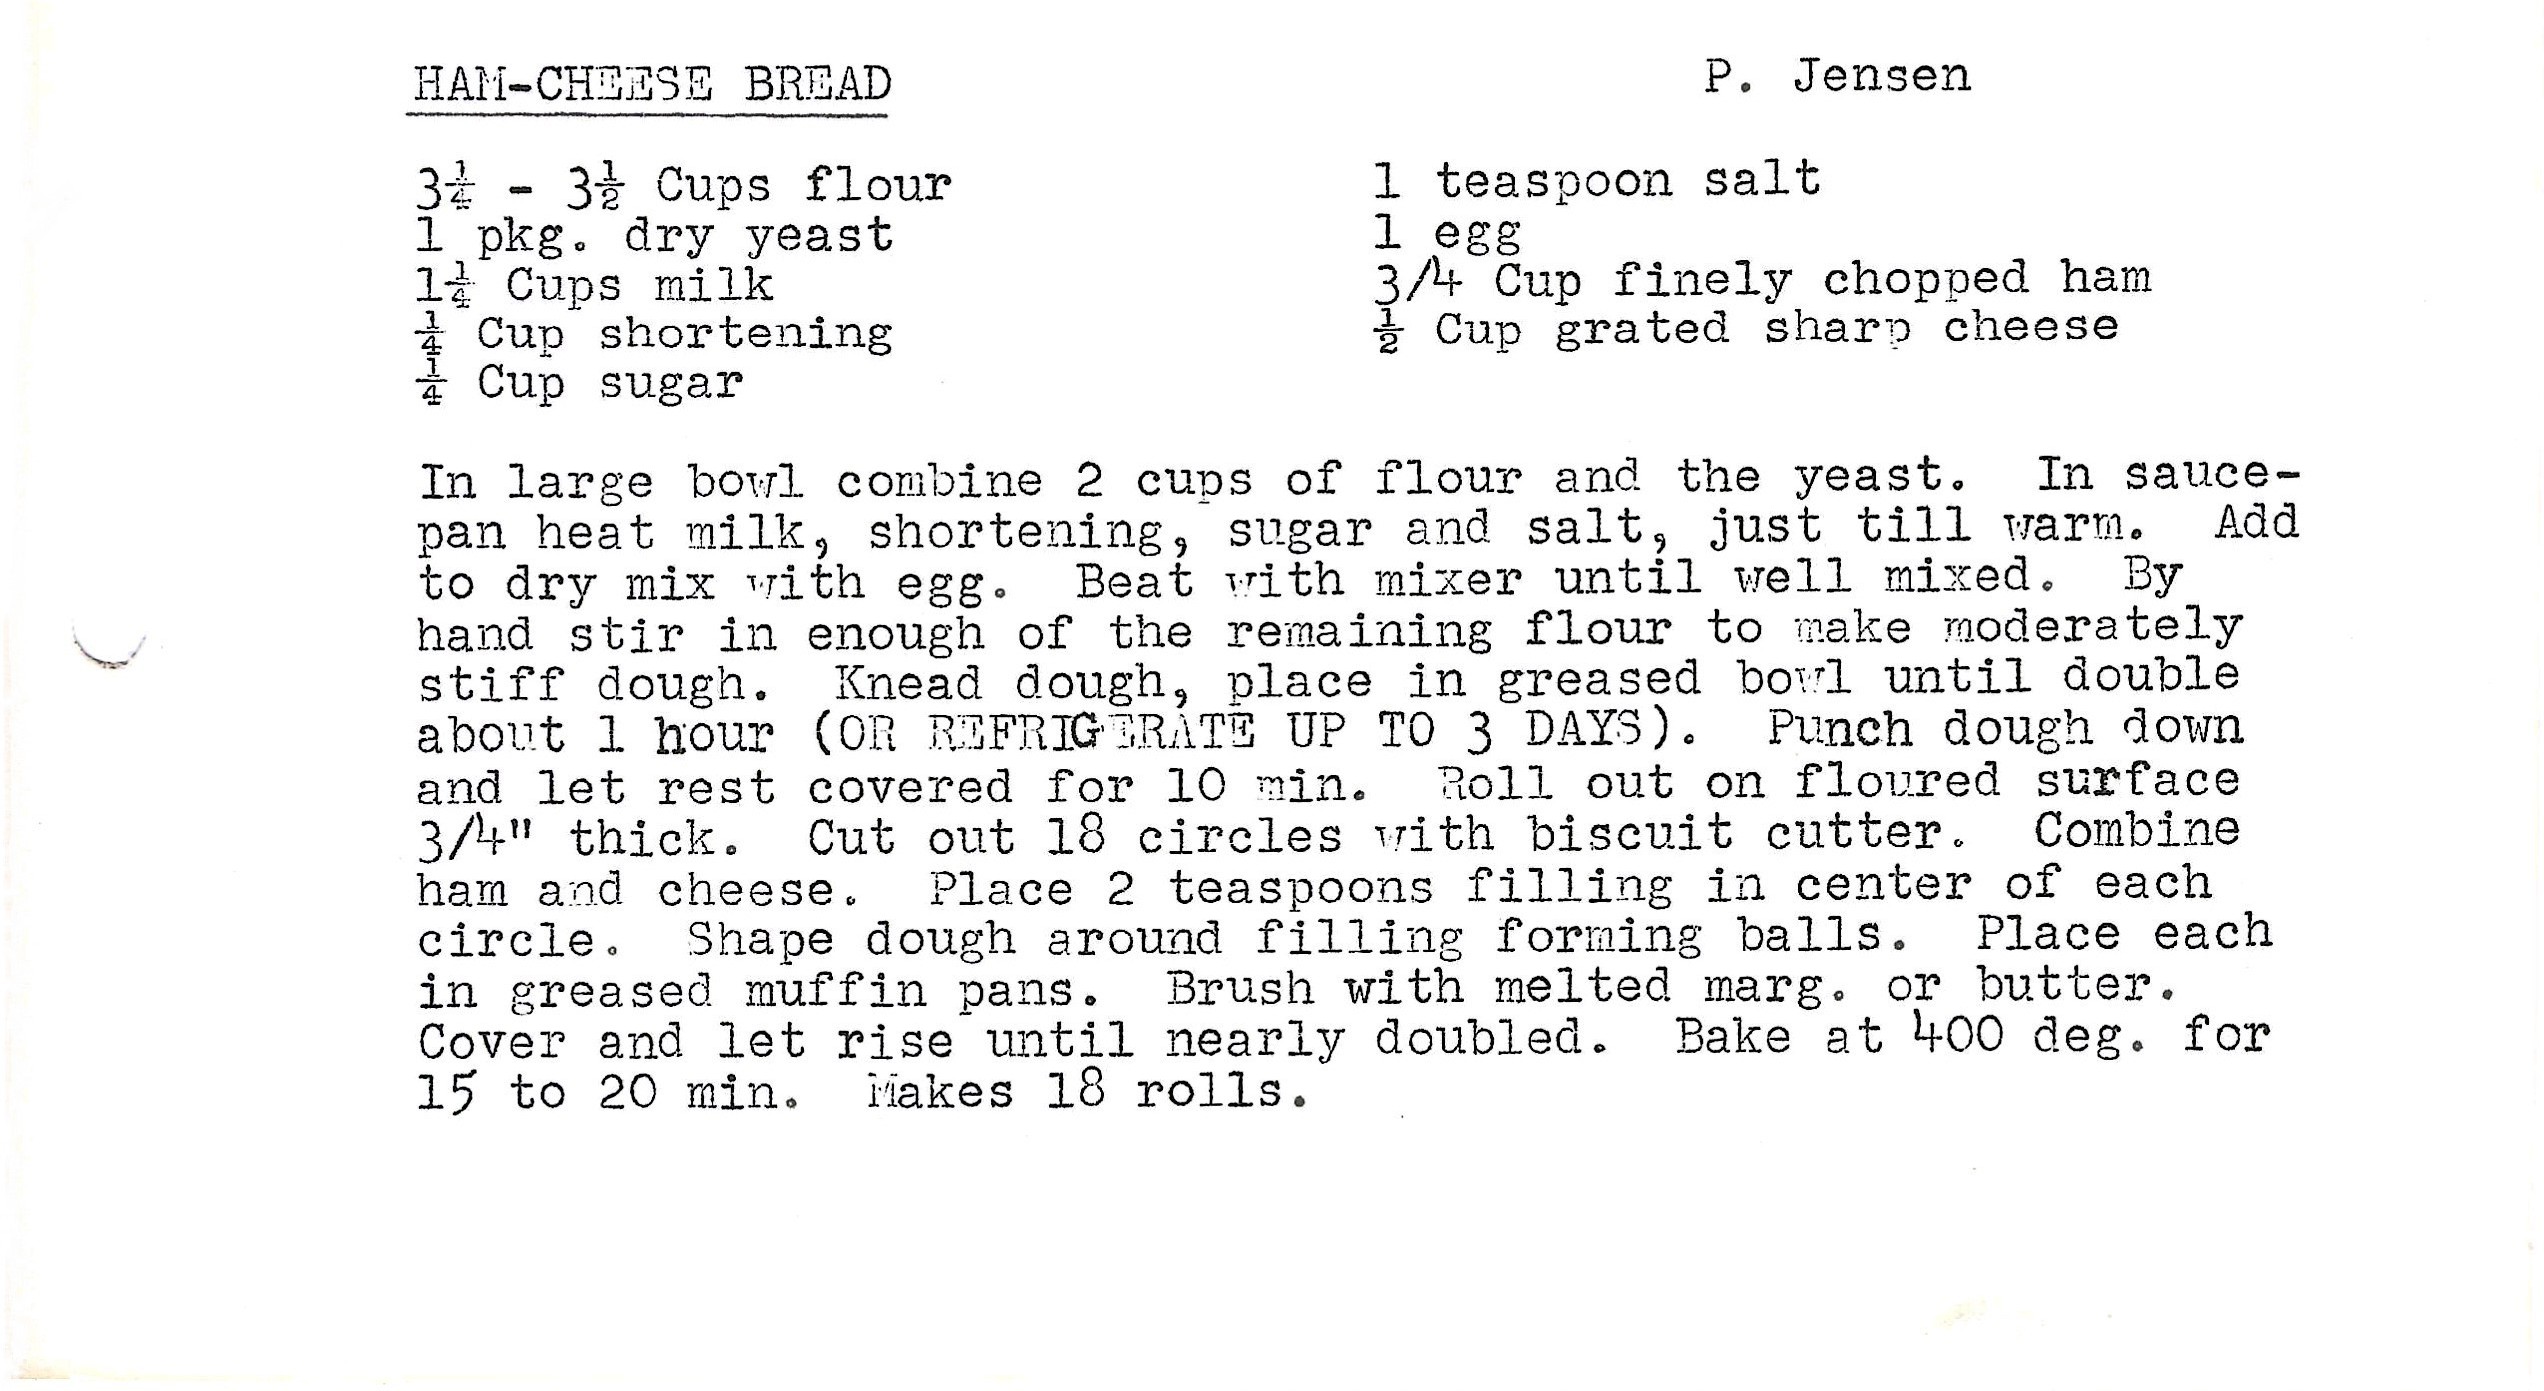 HAM-CHEESE BREAD P. Jensen
3¼ - 3½ Cups flour
1 pkg. dry yeast
1¼ Cups milk
¼ Cup shortening
¼ Cup sugar
1 teaspoon salt
1 egg
3/4 Cup finely chopped ham
½ Cup grated sharp cheese
In large bowl combine 2 cups of flour and the yeast. In sauce-
pan heat milk, shortening, sugar and salt, just till warm. Add
to dry mix with egg. Beat with mixer until well mixed. By
hand stir in enough of the remaining flour to make moderately
stiff dough. Knead dough, place in greased bowl until double
about 1 hour (OR REFRIGERATE UP TO 3 DAYS). Punch dough down
and let rest covered for 10 min. Roll out on floured surface
3/4" thick. Cut out 18 circles with biscuit cutter. Combine
ham and cheese. Place 2 teaspoons filling in center of each
circle. Shape dough around filling forming balls. Place each
in greased muffin pans. Brush with melted marg. or butter.
Cover and let rise until nearly doubled. Bake at 400 deg. for
15 to 20 min. Makes 18 rolls.